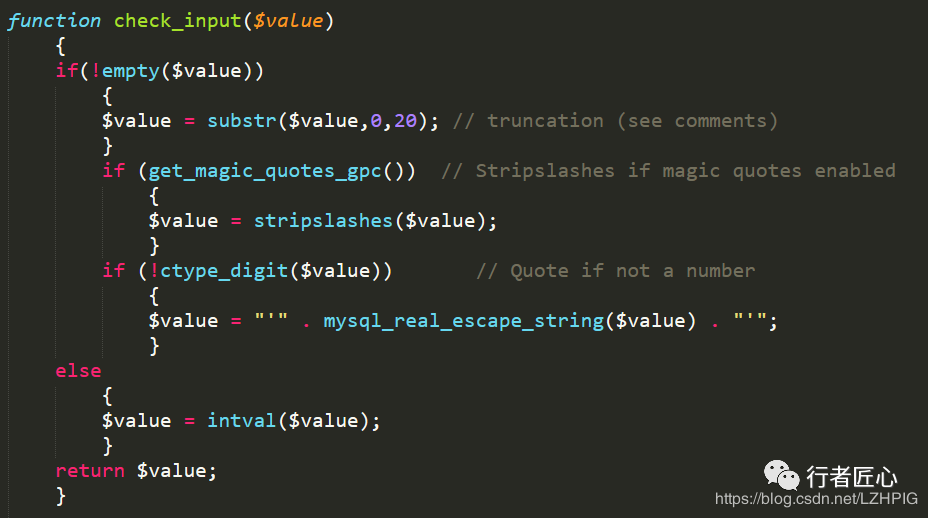 function check_input($value)
{
if(!empty($value))
{
$value = substr($value,0,20); // truncation (see comments)
}
if (get_magic_quotes_gpc()) // Stripslashes if magic quotes enabled
{
$value = stripslashes($value);
}
if (!ctype_digit($value)) // Quote if not a number
{
$value = "'" . mysql_real_escape_string($value) . "'";
}
else
{
$value = intval($value);
}
return $value;
}
行者匠心
https://blog.csdn.net/LZHPIG